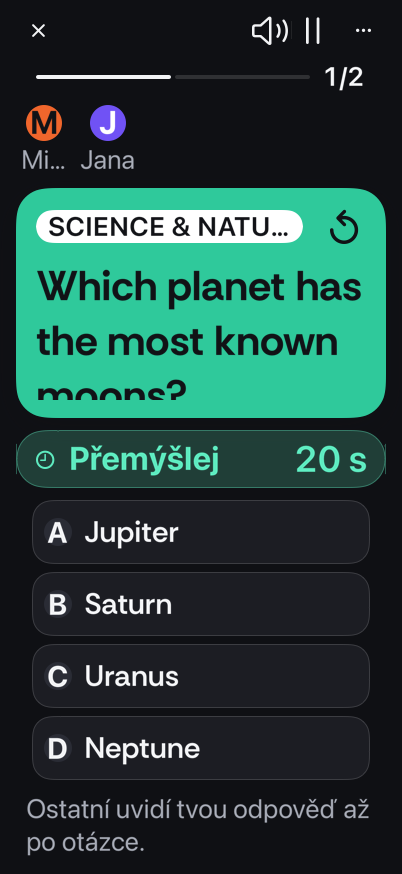 1/2
M J
Mi... Jana
SCIENCE & NATU...
Which planet has
the most known
moons?
Přemýšlej 20 s
A Jupiter
B Saturn
C Uranus
D Neptune
Ostatní uvidí tvou odpověď až
po otázce.